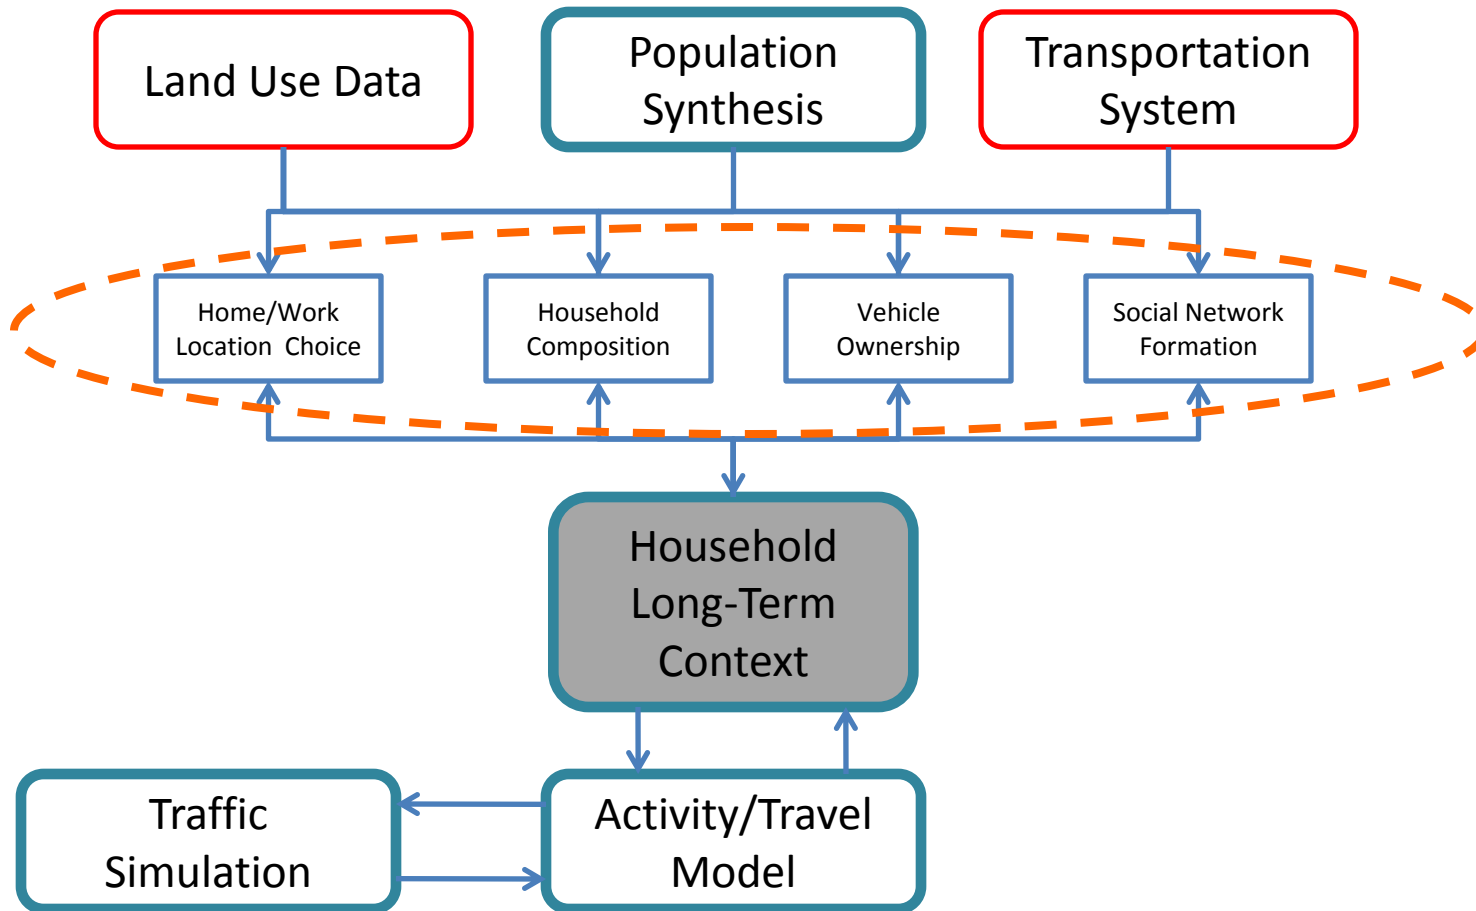 Land Use Data
Population
Synthesis
Transportation
System
Home/Work
Location Choice
Household
Composition
Vehicle
Ownership
Social Network
Formation
Household
Long-Term
Context
Traffic
Simulation
Activity/Travel
Model